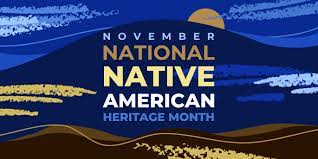 NOVEMBER
NATIONAL
NATIVE
AMERICAN
HERITAGE MONTH